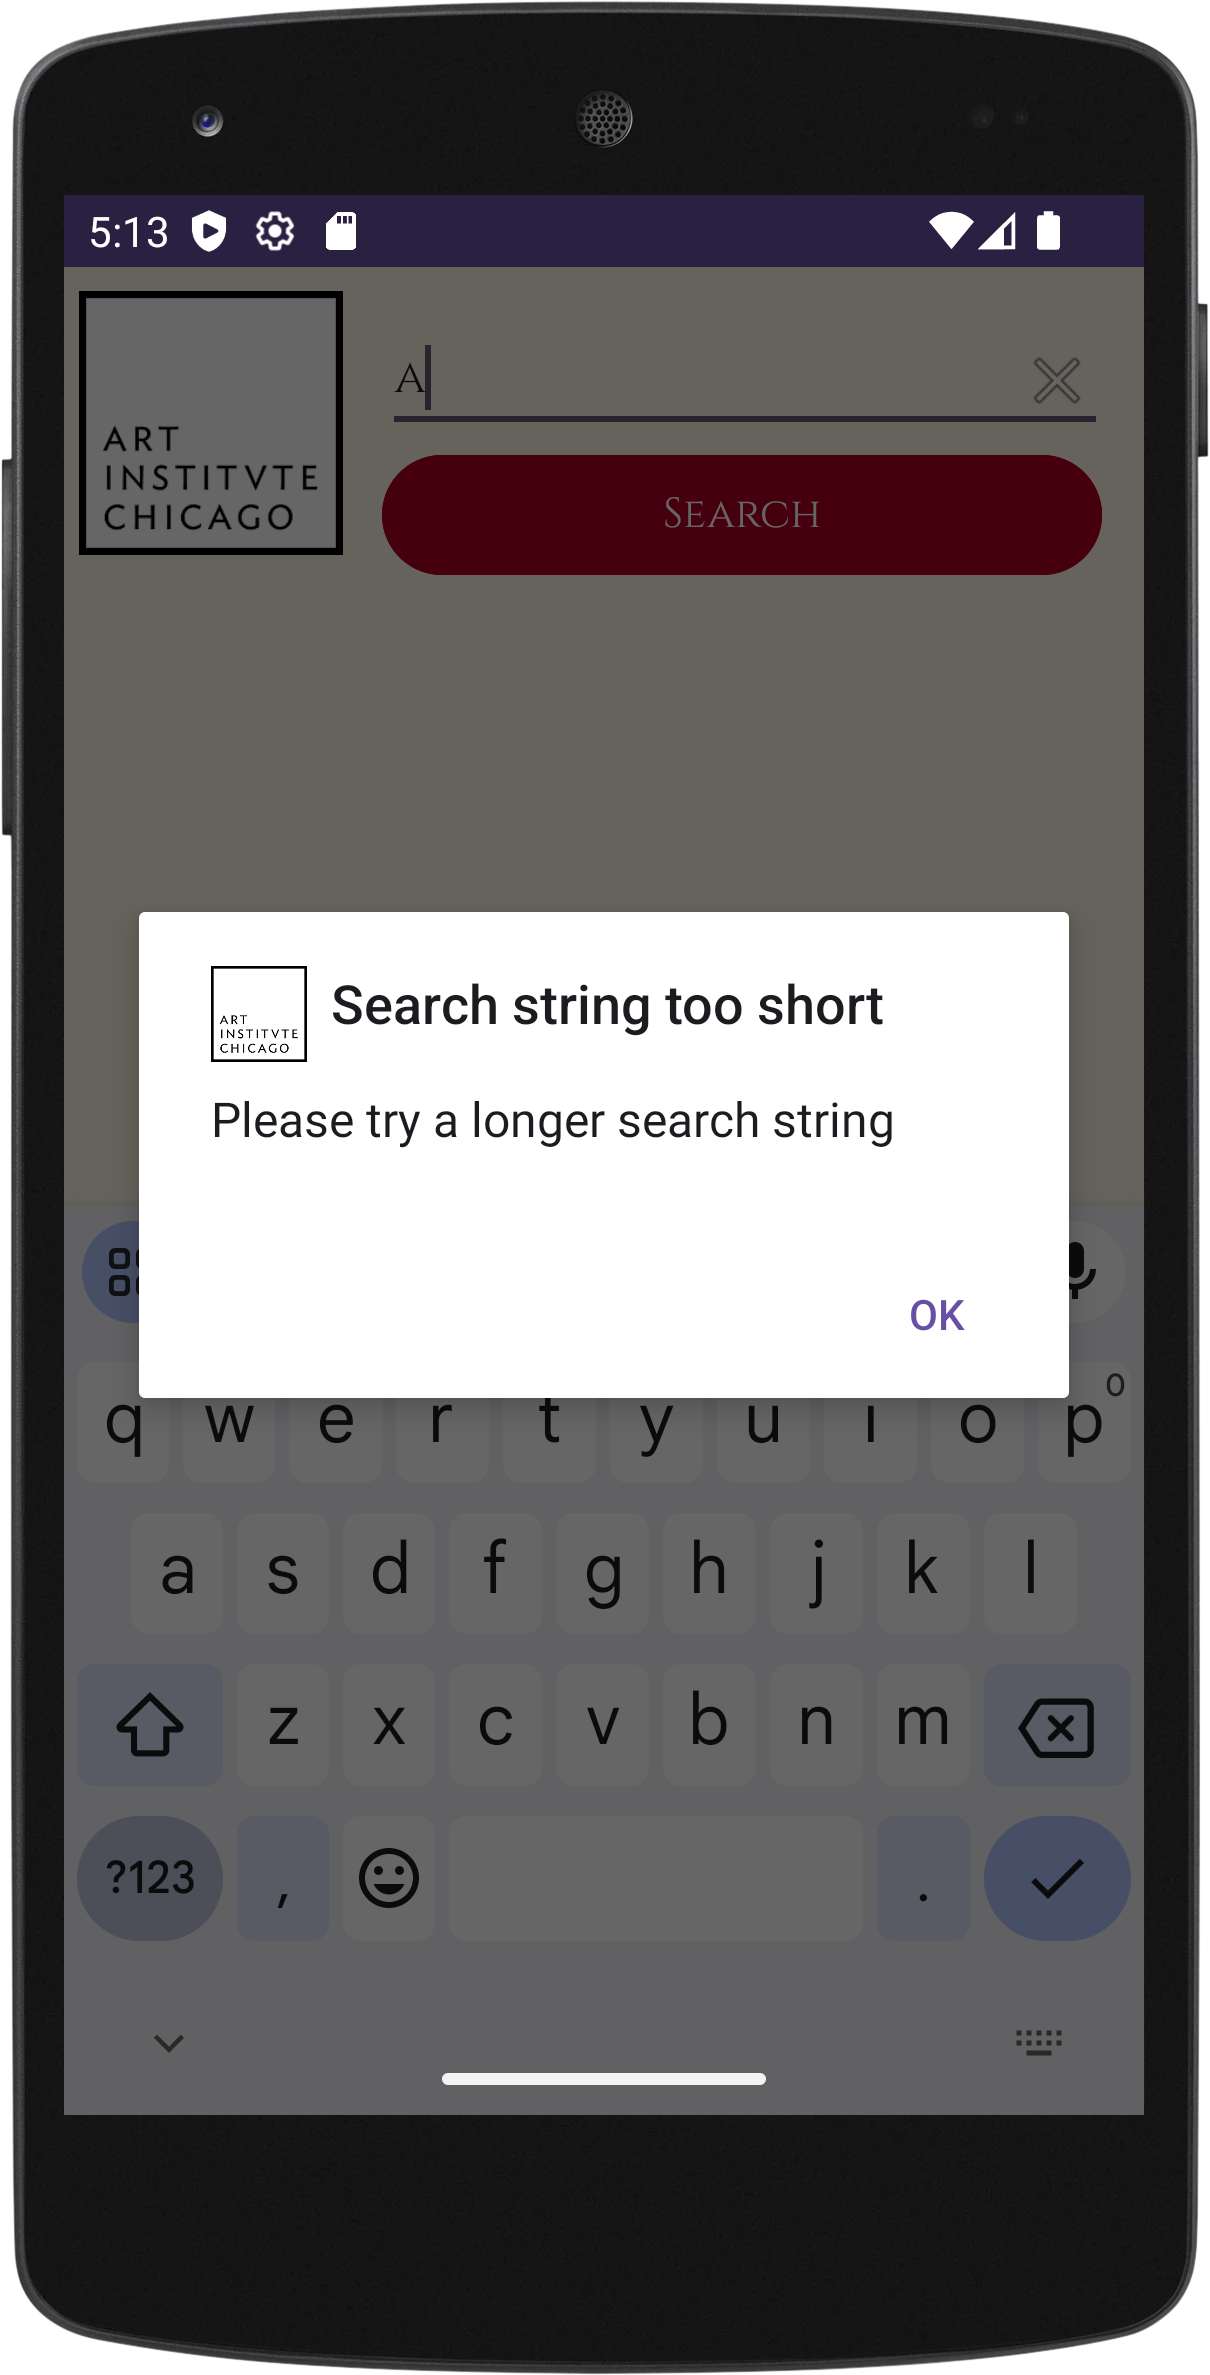 5:13
ART
INSTITVTE
CHICAGO
A
SEARCH
ART
INSTITVTE
CHICAGO
Search string too short
Please try a longer search string
OK
q w e r t y u i o p 0
a s d f g h j k l
z x c v b n m
?123 , .